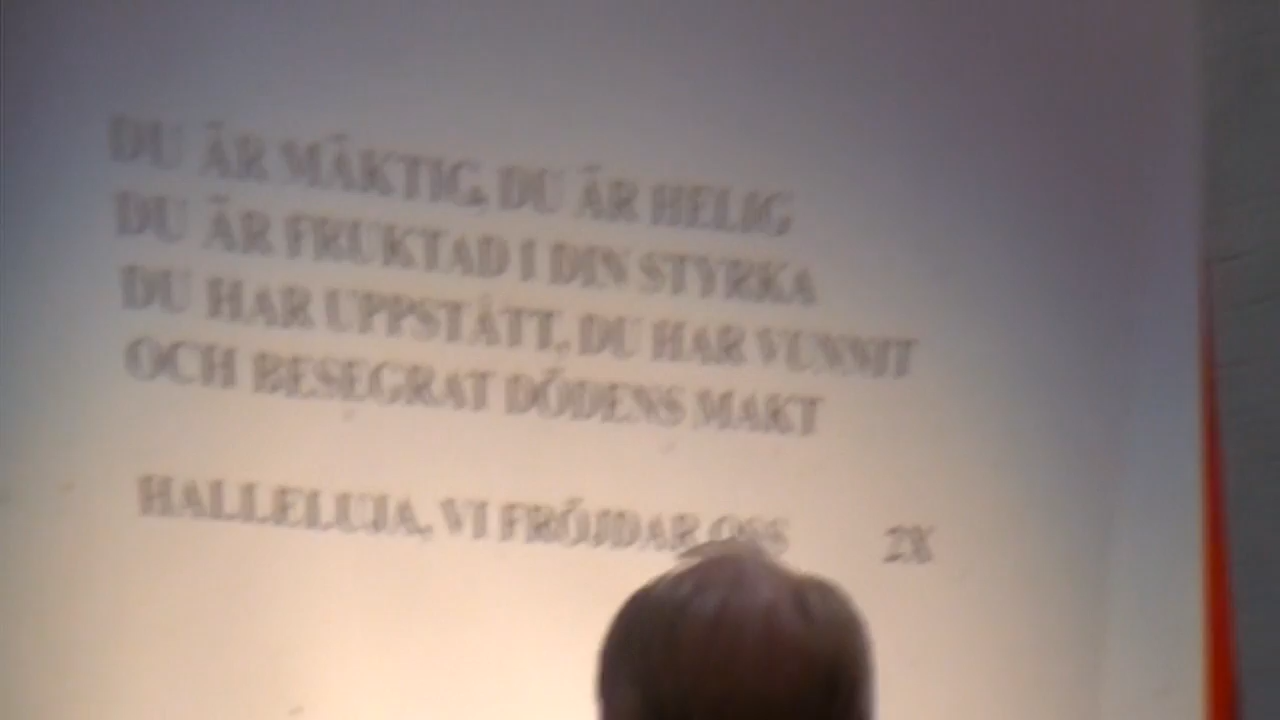 DU ÄR MÄKTIG, DU ÄR HELIG
DU ÄR FRUKTAD I DIN STYRKA
DU HAR UPPSTÅTT, DU HAR VUNNIT
OCH BESEGRAT DÖDENS MAKT
HALLELUJA, VI FRÖJDAR OSS 2X